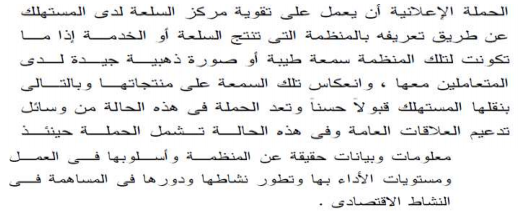 الحملة الإعلانية أن يعمل على تقوية مركز السلعة لدى المستهلك
عن طريق تعريفه بالمنظمة التى تنتج السلعة أو الخدمة إذا ما
تكونت لتلك المنظمة سمعة طيبة أو صورة ذهبية جيدة لدى
المتعاملين معها ، وانعكاس تلك السمعة على منتجاتها وبالتالى
بنقلها المستهلك قبولاً حسناً وتعد الحملة فى هذه الحالة من وسائل
تدعيم العلاقات العامة وفى هذه الحالة تشمل الحملة حينئذ
معلومات وبيانات حقيقة عن المنظمة وأسلوبها فى العمل
ومستويات الأداء بها وتطور نشاطها ودورها فى المساهمة فى
النشاط الاقتصادى .